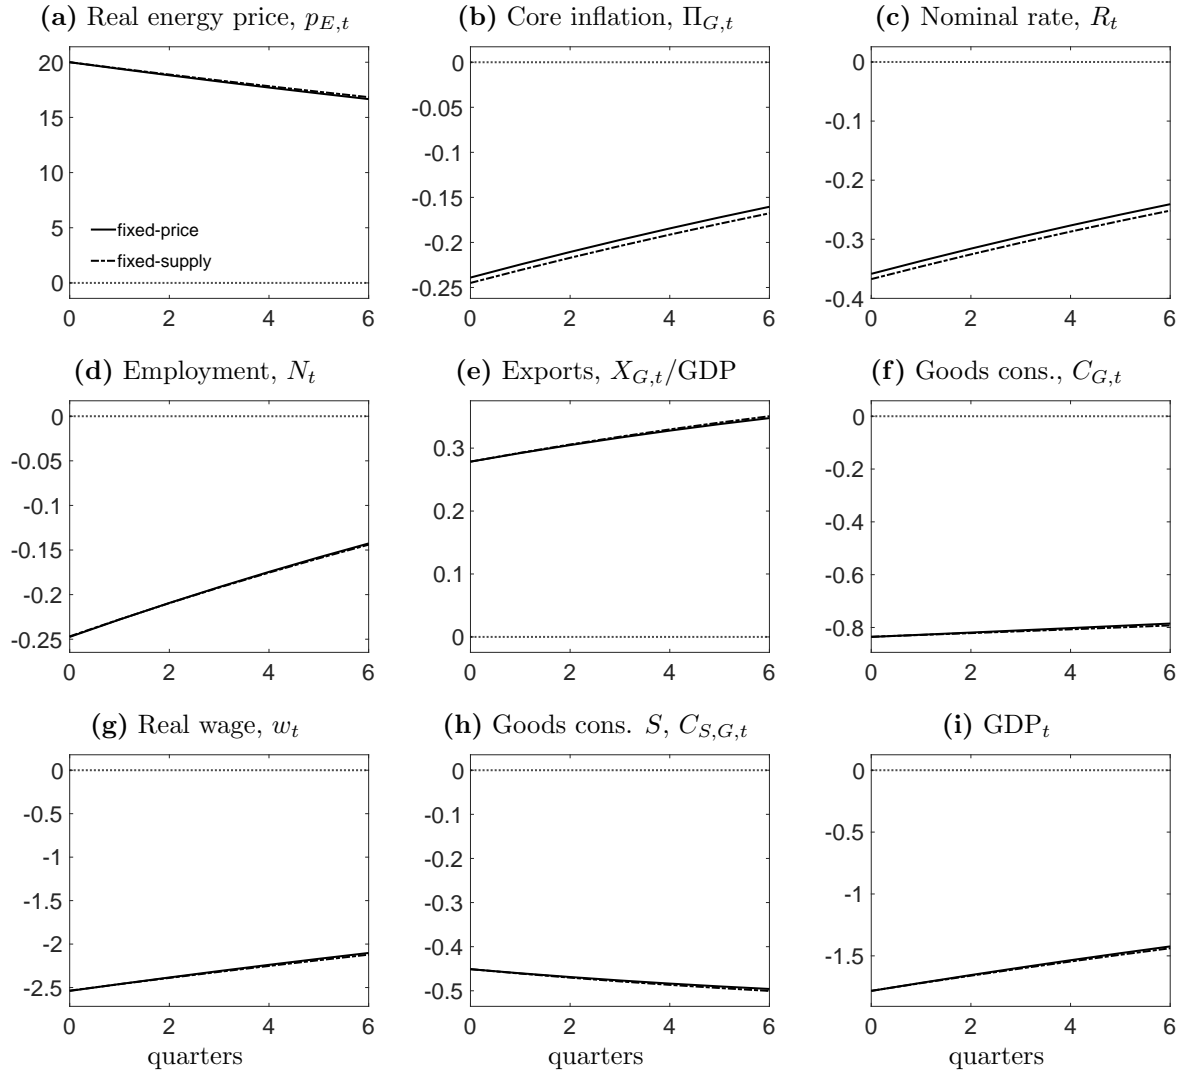 (a) Real energy price, p_{E,t}
(b) Core inflation, Π_{G,t}
(c) Nominal rate, R_t
20
15
10
5
0
0 2 4 6
fixed-price
fixed-supply
0
-0.05
-0.1
-0.15
-0.2
-0.25
0 2 4 6
0
-0.1
-0.2
-0.3
-0.4
0 2 4 6
(d) Employment, N_t
(e) Exports, X_{G,t}/GDP
(f) Goods cons., C_{G,t}
0
-0.05
-0.1
-0.15
-0.2
-0.25
0 2 4 6
0.3
0.2
0.1
0
0 2 4 6
0
-0.2
-0.4
-0.6
-0.8
0 2 4 6
(g) Real wage, w_t
(h) Goods cons. S, C_{S,G,t}
(i) GDP_t
0
-0.5
-1
-1.5
-2
-2.5
0 2 4 6
quarters
0
-0.1
-0.2
-0.3
-0.4
-0.5
0 2 4 6
quarters
0
-0.5
-1
-1.5
0 2 4 6
quarters